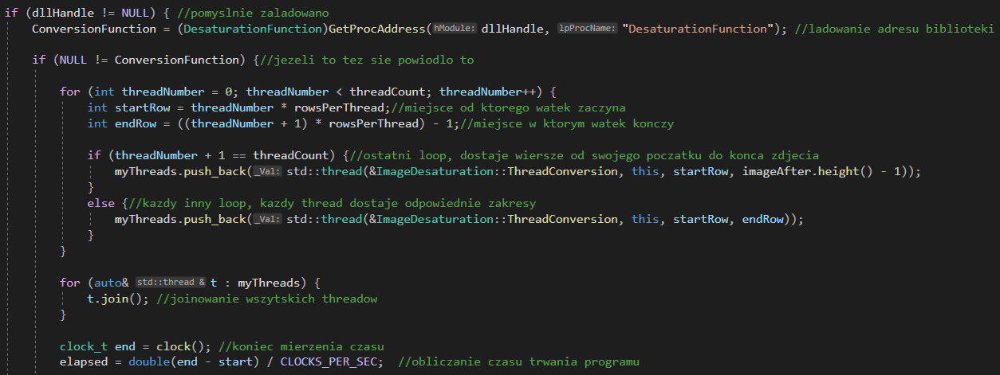 if (dllHandle != NULL) { //pomyslnie zaladowano
ConversionFunction = (DesaturationFunction)GetProcAddress(hModule: dllHandle, lpProcName: "DesaturationFunction"); //ladowanie adresu biblioteki
if (NULL != ConversionFunction) {//jezeli to tez sie powiodlo to
for (int threadNumber = 0; threadNumber < threadCount; threadNumber++) {
int startRow = threadNumber * rowsPerThread;//miejsce od ktorego watek zaczyna
int endRow = ((threadNumber + 1) * rowsPerThread) - 1;//miejsce w ktorym watek konczy
if (threadNumber + 1 == threadCount) {//ostatni loop, dostaje wiersze od swojego poczatku do konca zdjecia
myThreads.push_back(_Val: std::thread(&ImageDesaturation::ThreadConversion, this, startRow, imageAfter.height() - 1));
}
else {//kazdy inny loop, kazdy thread dostaje odpowiednie zakresy
myThreads.push_back(_Val: std::thread(&ImageDesaturation::ThreadConversion, this, startRow, endRow));
}
}
for (auto& std::thread & t : myThreads) {
t.join(); //joinowanie wszytskich threadow
}
clock_t end = clock(); //koniec mierzenia czasu
elapsed = double(end - start) / CLOCKS_PER_SEC; //obliczanie czasu trwania programu